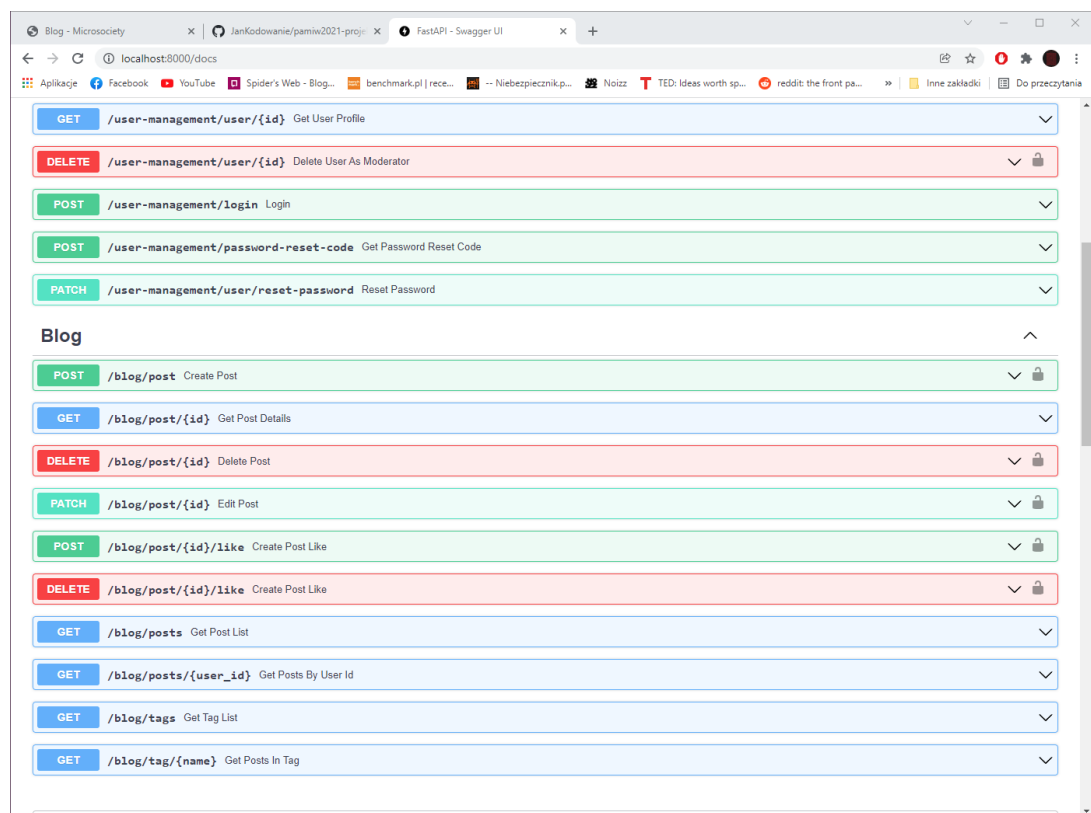 Blog - Microsociety
JanKodowanie/pamiw2021-proje
FastAPI - Swagger UI
localhost:8000/docs
Aplikacje Facebook YouTube Spider's Web - Blog... benchmark.pl | rece... -- Niebezpiecznik.p... Noizz TED: Ideas worth sp... reddit: the front pa... » Inne zakładki Do przeczytania
GET /user-management/user/{id} Get User Profile
DELETE /user-management/user/{id} Delete User As Moderator
POST /user-management/login Login
POST /user-management/password-reset-code Get Password Reset Code
PATCH /user-management/user/reset-password Reset Password
Blog
POST /blog/post Create Post
GET /blog/post/{id} Get Post Details
DELETE /blog/post/{id} Delete Post
PATCH /blog/post/{id} Edit Post
POST /blog/post/{id}/like Create Post Like
DELETE /blog/post/{id}/like Create Post Like
GET /blog/posts Get Post List
GET /blog/posts/{user_id} Get Posts By User Id
GET /blog/tags Get Tag List
GET /blog/tag/{name} Get Posts In Tag